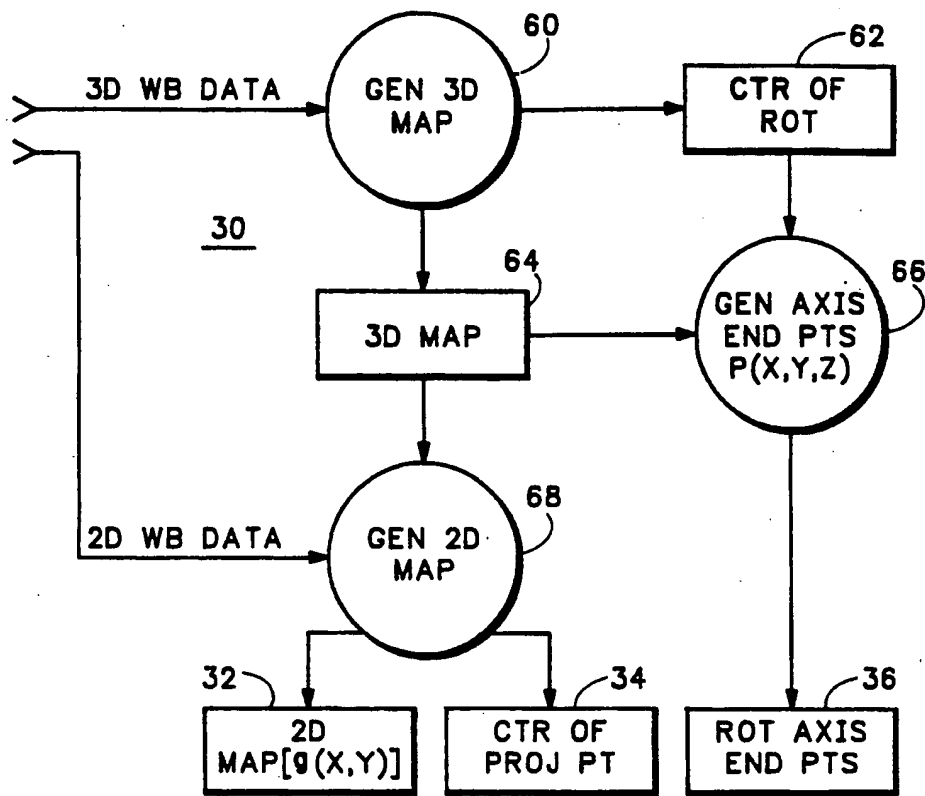 60
62
3D WB DATA
GEN 3D
MAP
CTR OF
ROT
30
64
66
3D MAP
GEN AXIS
END PTS
P(X,Y,Z)
68
2D WB DATA
GEN 2D
MAP
32
34
36
2D
MAP[g(X,Y)]
CTR OF
PROJ PT
ROT AXIS
END PTS